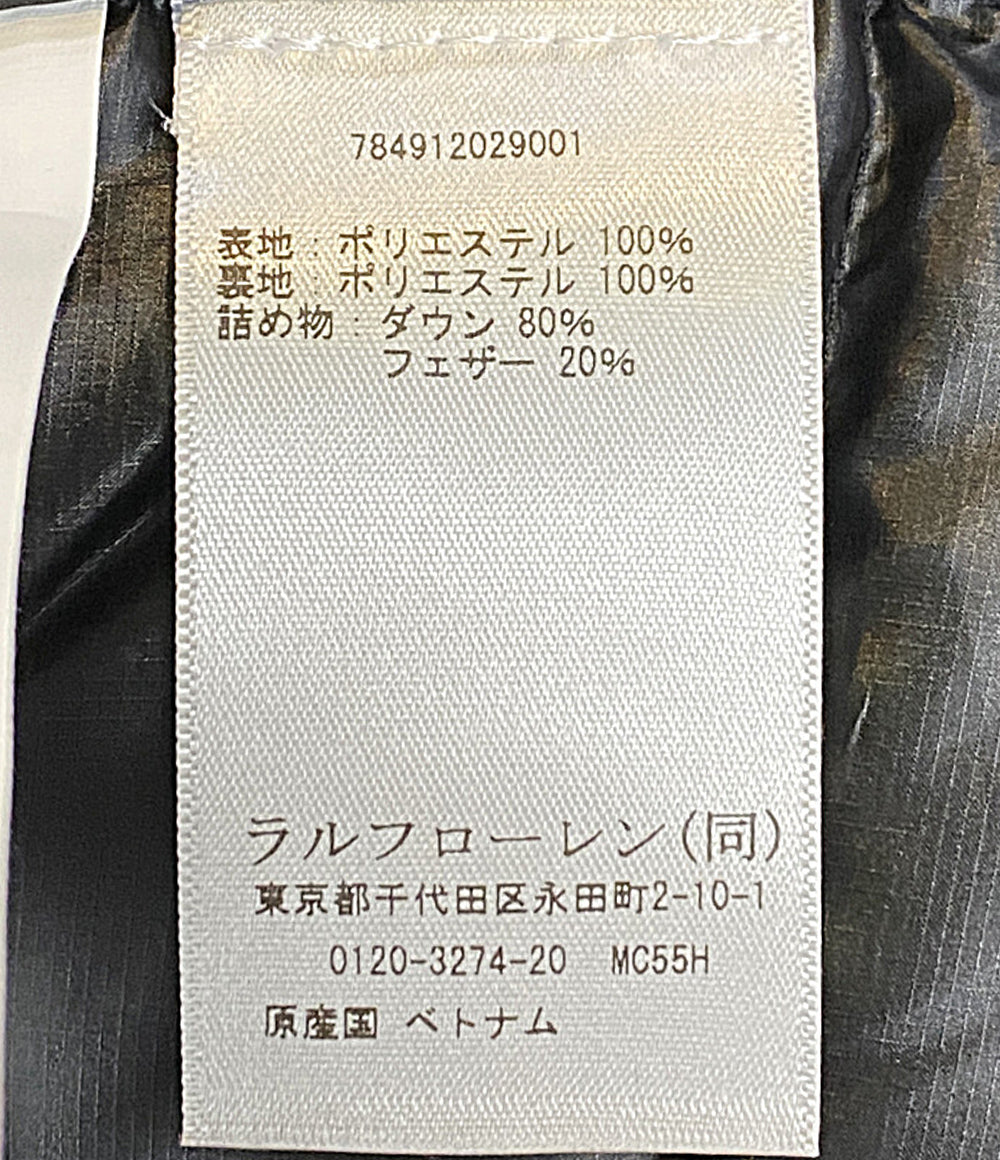 784912029001
表地：ポリエステル 100%
裏地：ポリエステル 100%
詰め物：ダウン 80%
フェザー 20%
ラルフローレン(同)
東京都千代田区永田町2-10-1
0120-3274-20 MC55H
原産国 ベトナム